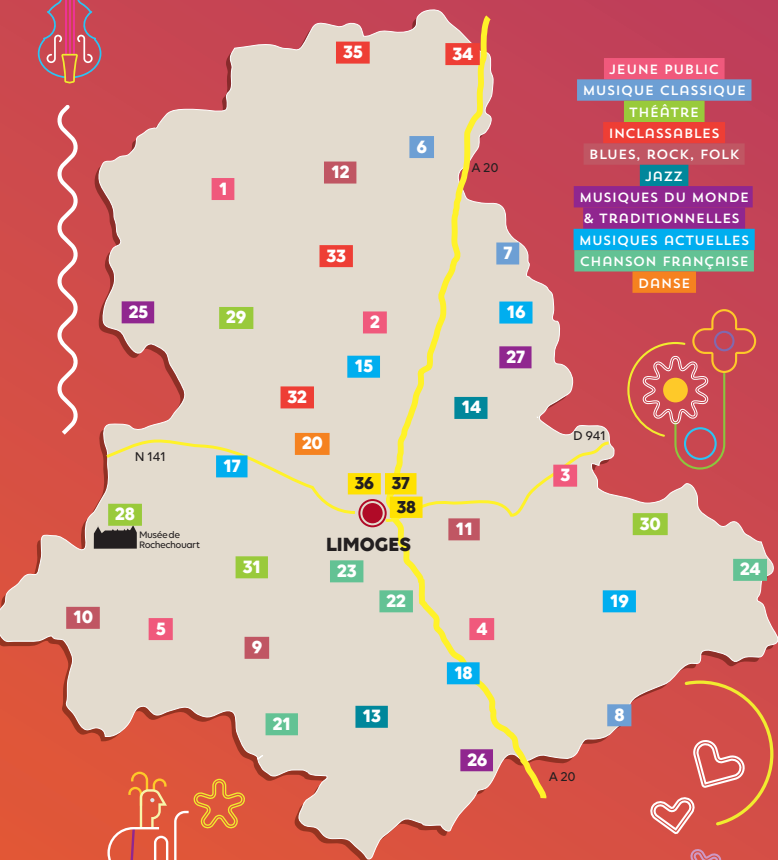 35
34
JEUNE PUBLIC
MUSIQUE CLASSIQUE
THÉÂTRE
INCLASSABLES
BLUES, ROCK, FOLK
JAZZ
MUSIQUES DU MONDE
& TRADITIONNELLES
MUSIQUES ACTUELLES
CHANSON FRANÇAISE
DANSE
6
A 20
12
1
33
7
25
29
2
16
15
27
32
14
20
D 941
N 141
17
3
36
37
38
28
11
30
Musée de
Rochechouart
LIMOGES
31
23
24
22
19
10
5
4
9
18
21
13
8
26
A 20